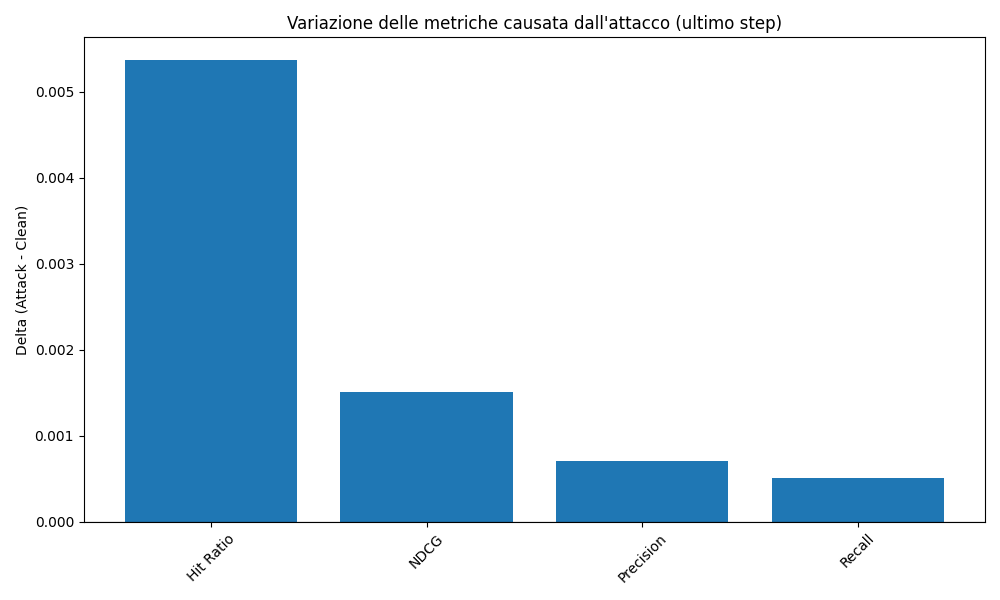 Variazione delle metriche causata dall'attacco (ultimo step)
Delta (Attack - Clean)
0.005
0.004
0.003
0.002
0.001
0.000
Hit Ratio
NDCG
Precision
Recall